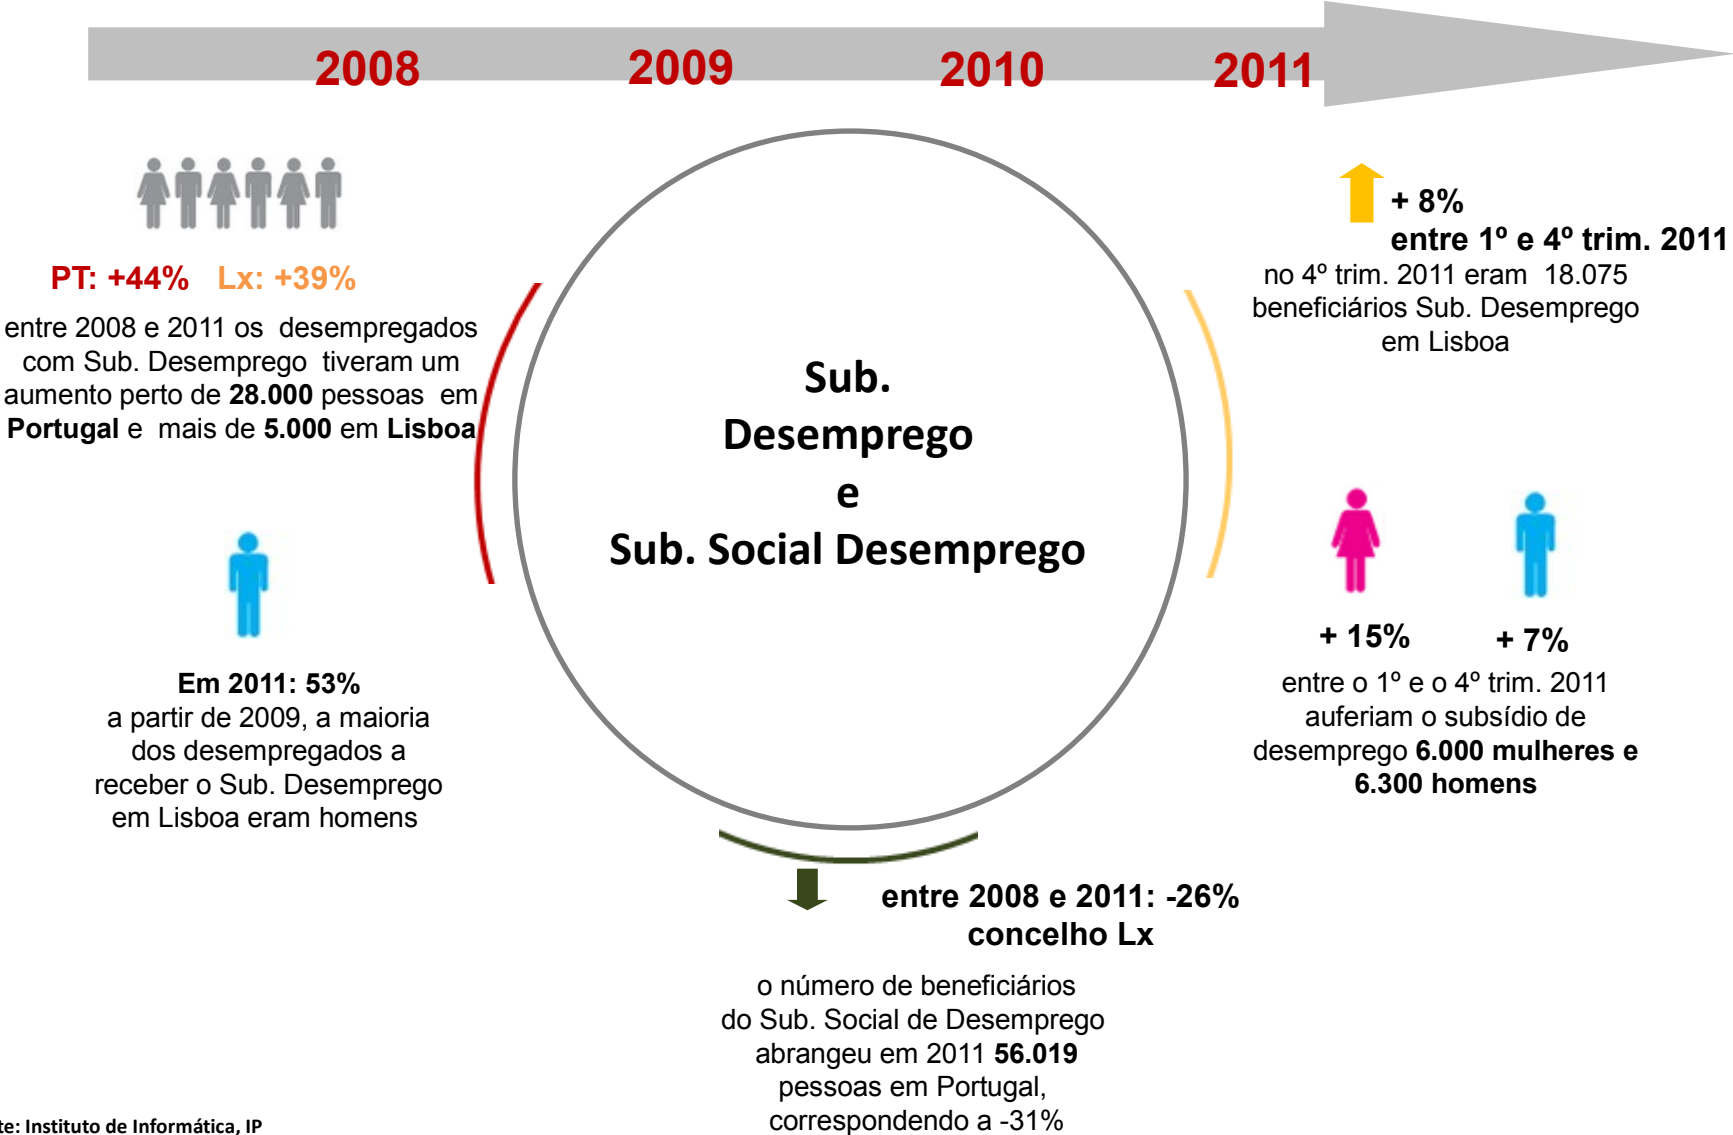 2008 2009 2010 2011
PT: +44% Lx: +39%
entre 2008 e 2011 os desempregados
com Sub. Desemprego tiveram um
aumento perto de 28.000 pessoas em
Portugal e mais de 5.000 em Lisboa
Em 2011: 53%
a partir de 2009, a maioria
dos desempregados a
receber o Sub. Desemprego
em Lisboa eram homens
Sub.
Desemprego
e
Sub. Social Desemprego
+ 8%
entre 1º e 4º trim. 2011
no 4º trim. 2011 eram 18.075
beneficiários Sub. Desemprego
em Lisboa
+ 15% + 7%
entre o 1º e o 4º trim. 2011
auferiam o subsídio de
desemprego 6.000 mulheres e
6.300 homens
entre 2008 e 2011: -26%
concelho Lx
o número de beneficiários
do Sub. Social de Desemprego
abrangeu em 2011 56.019
pessoas em Portugal,
correspondendo a -31%
te: Instituto de Informática, IP